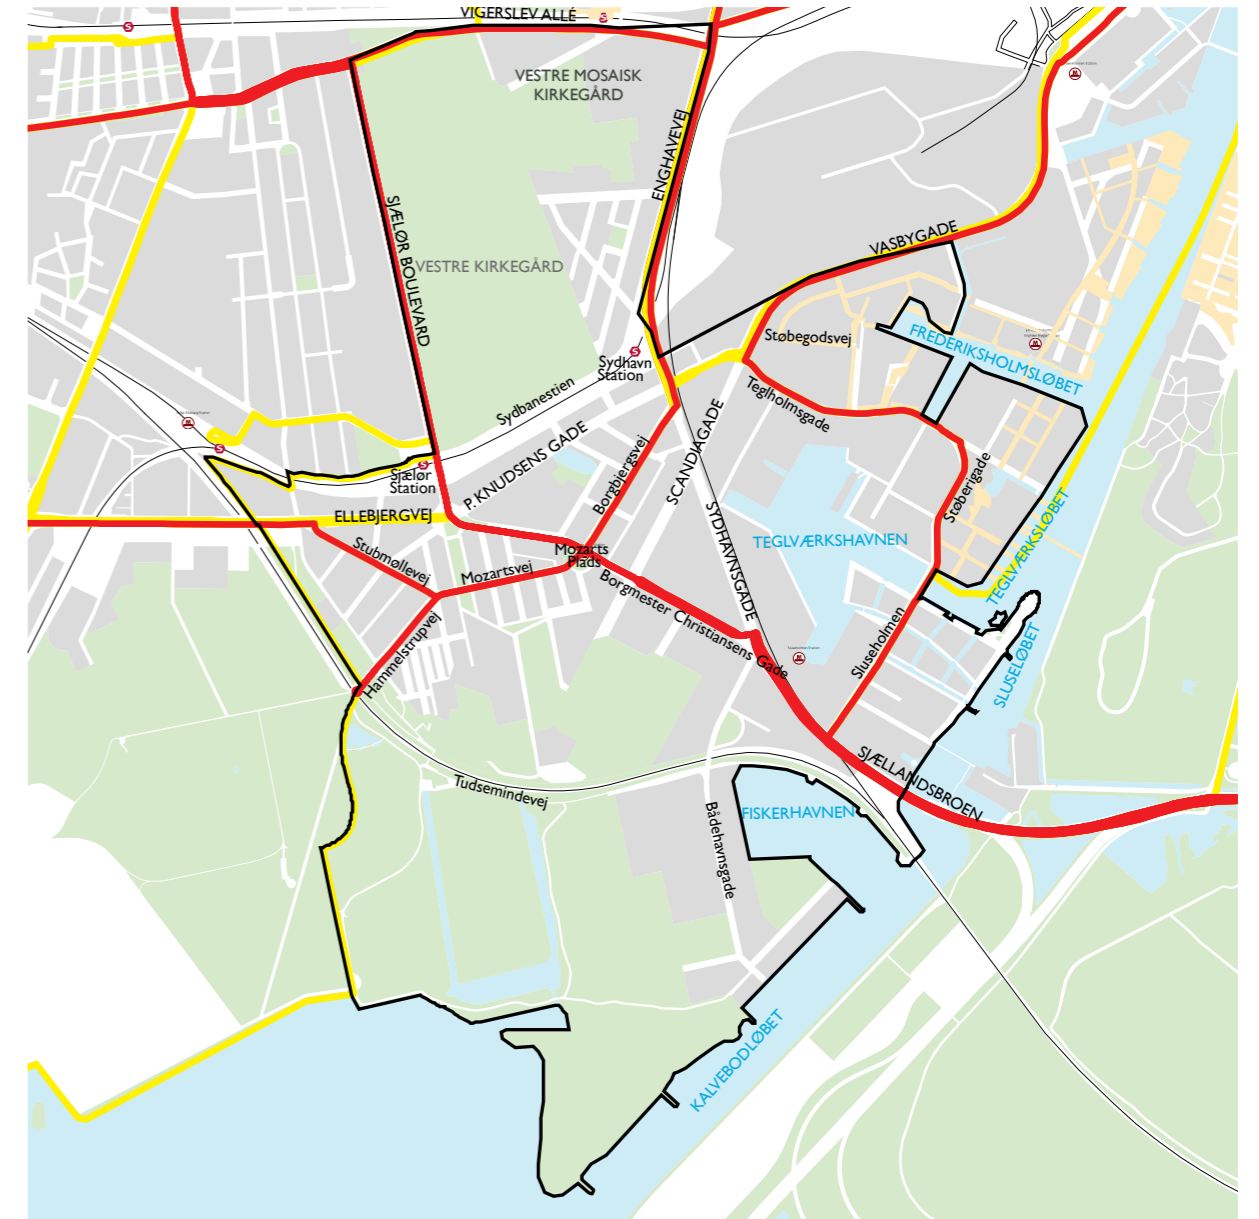 VIGERSLEV ALLÉ
VESTRE MOSAISK
KIRKEGÅRD
ENGHAVEVEJ
SJÆLØR BOULEVARD
VESTRE KIRKEGÅRD
VASBYGADE
Støbegodsvej
FREDERIKSHOLMSLØBET
Sydhavn
Station
Sydbanestien
Teglholmsgade
P. KNUDSENS GADE
SCANDIAGADE
Borgbjergsvej
Sjælør
Station
Støberigade
ELLEBJERGVEJ
SYDHAVNSGADE
TEGLVÆRKSHAVNEN
TEGLVÆRKSLØBET
Stubmøllevej
Mozarts
Plads
Mozartsvej
Borgmester Christiansens Gade
Hammelstrupvej
Sluseholmen
SLUSELØBET
SJÆLLANDSBROEN
Tudsemindevej
Bådehavnsgade
FISKERHAVNEN
KALVEBODLØBET
S
S
S
S
S